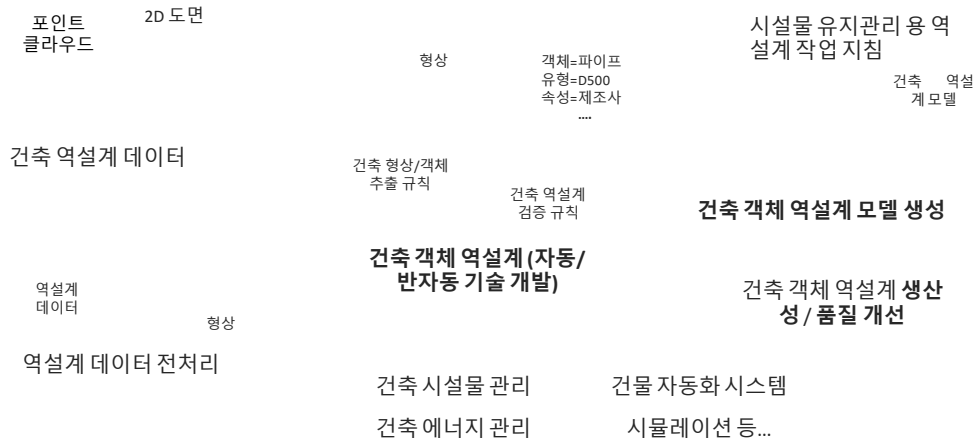 포인트
클라우드
2D 도면
형상
객체=파이프
유형=D500
속성=제조사
....
시설물 유지관리 용 역
설계 작업 지침
건축 역설
계 모델
건축 역설계 데이터
건축 형상/객체
추출 규칙
건축 역설계
검증 규칙
건축 객체 역설계 모델 생성
건축 객체 역설계 (자동/
반자동 기술 개발)
역설계
데이터
형상
건축 객체 역설계 생산
성 / 품질 개선
역설계 데이터 전처리
건축 시설물 관리
건물 자동화 시스템
건축 에너지 관리
시뮬레이션 등...